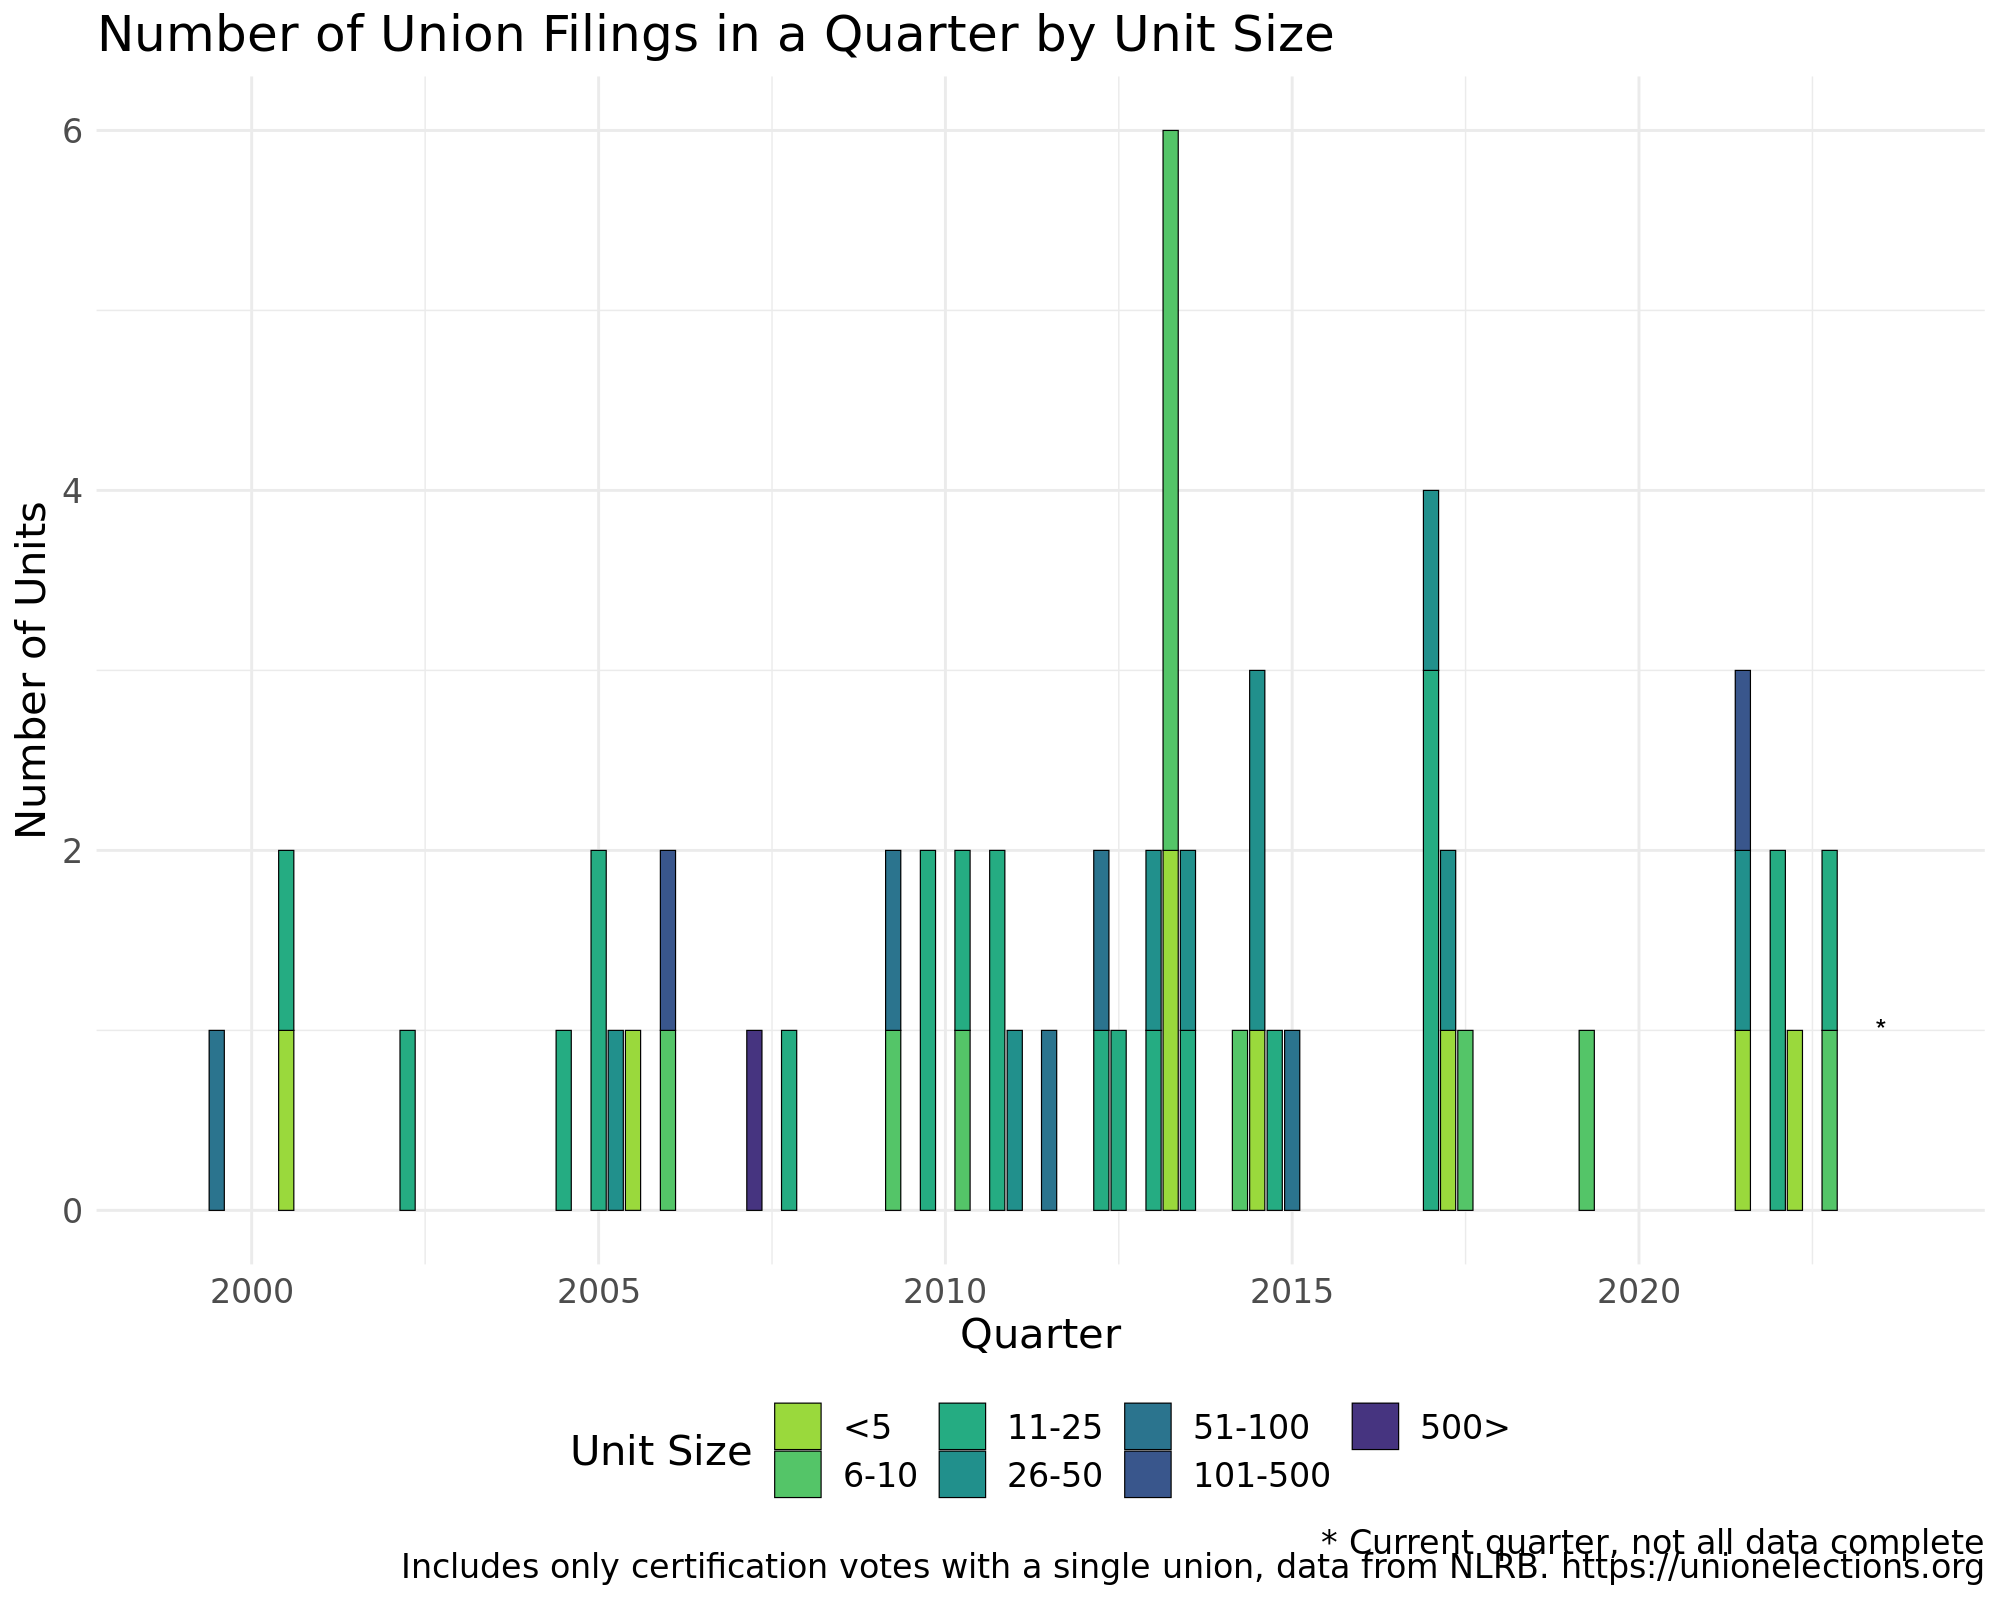 Number of Union Filings in a Quarter by Unit Size
Number of Units
6
4
2
0
*
2000 2005 2010 2015 2020
Quarter
Unit Size
<5 11-25 51-100 500>
6-10 26-50 101-500
* Current quarter, not all data complete
Includes only certification votes with a single union, data from NLRB. https://unionelections.org